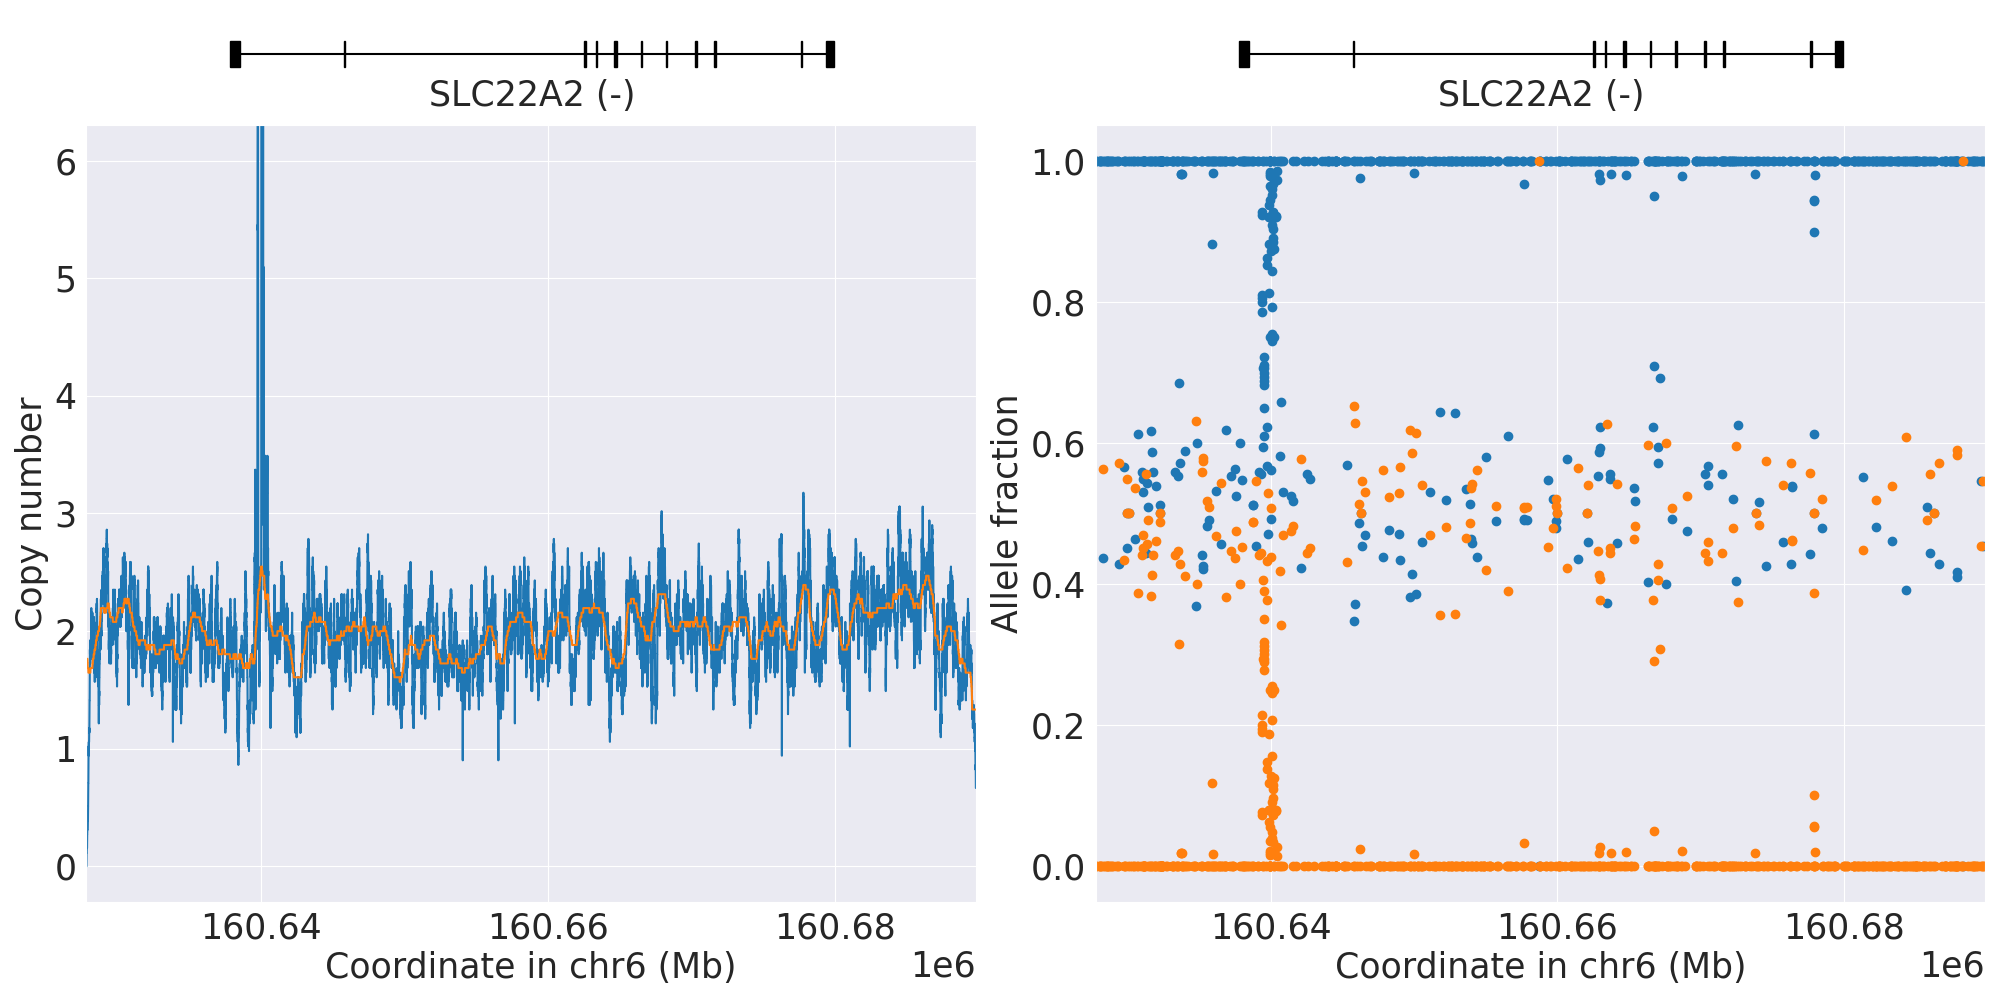 SLC22A2 (-)
6
5
4
3
2
1
0
Copy number
160.64
160.66
160.68
Coordinate in chr6 (Mb)
1e6
SLC22A2 (-)
1.0
0.8
0.6
0.4
0.2
0.0
Allele fraction
160.64
160.66
160.68
Coordinate in chr6 (Mb)
1e6